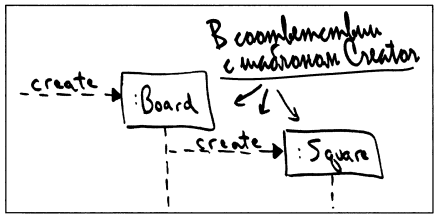 В соответствии
с шаблоном Creator
create
:Board
create
:Square